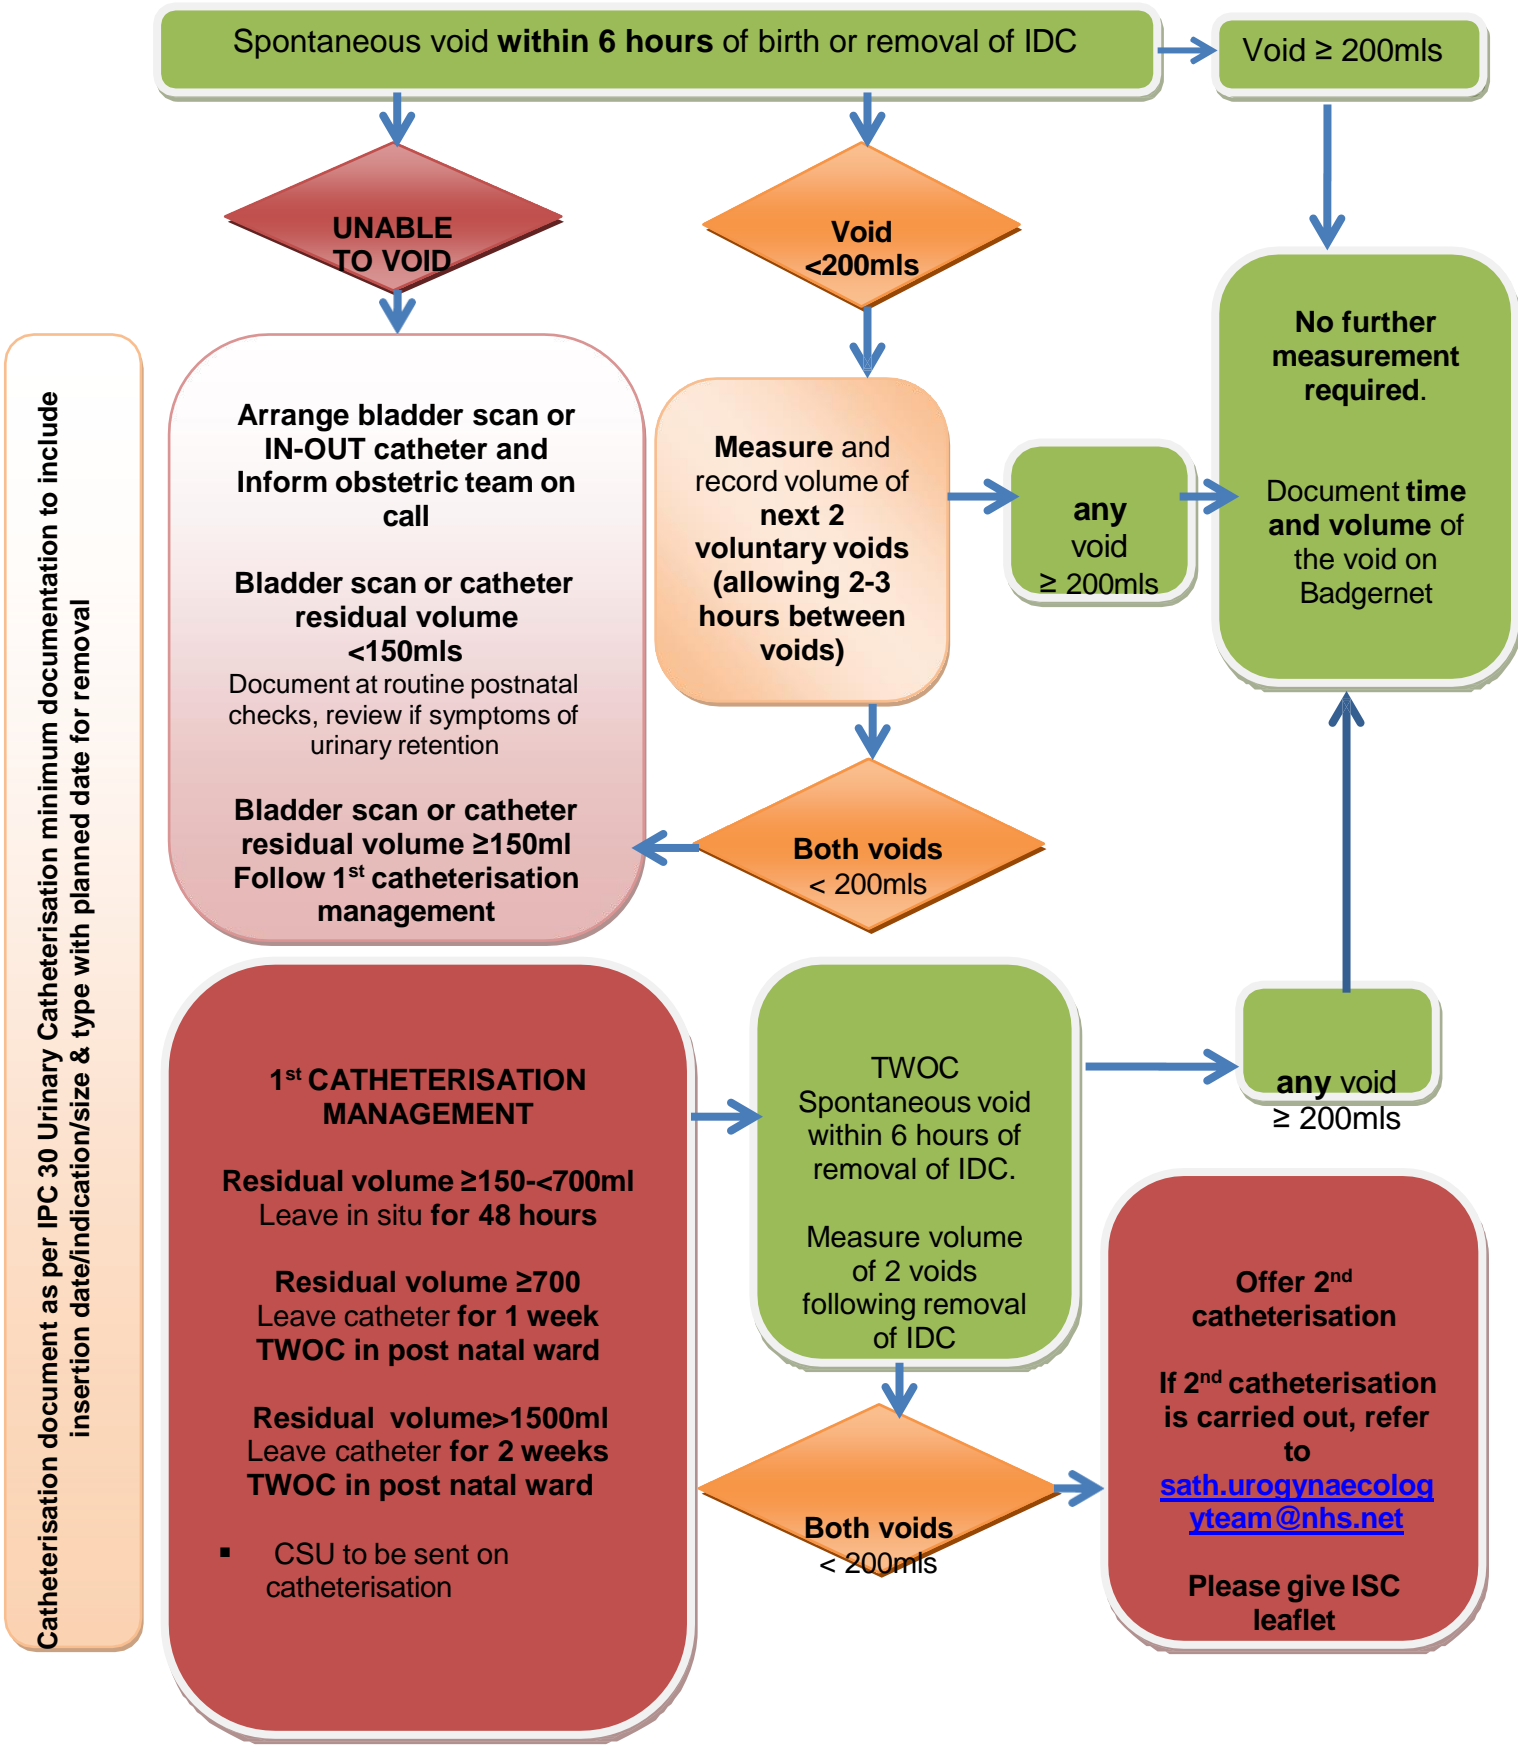 Spontaneous void within 6 hours of birth or removal of IDC
Void ≥ 200mls
UNABLE
TO VOID
Void
<200mls
No further
measurement
required.
Document time
and volume of
the void on
Badgernet
Arrange bladder scan or
IN-OUT catheter and
Inform obstetric team on
call
Bladder scan or catheter
residual volume
<150mls
Document at routine postnatal
checks, review if symptoms of
urinary retention
Bladder scan or catheter
residual volume ≥150ml
Follow 1st catheterisation
management
Measure and
record volume of
next 2
voluntary voids
(allowing 2-3
hours between
voids)
any
void
≥ 200mls
Both voids
< 200mls
Catheterisation document as per IPC 30 Urinary Catheterisation minimum documentation to include
insertion date/indication/size & type with planned date for removal
1st CATHETERISATION
MANAGEMENT
Residual volume ≥150-<700ml
Leave in situ for 48 hours
Residual volume ≥700
Leave catheter for 1 week
TWOC in post natal ward
Residual volume>1500ml
Leave catheter for 2 weeks
TWOC in post natal ward
▪ CSU to be sent on
catheterisation
TWOC
Spontaneous void
within 6 hours of
removal of IDC.
Measure volume
of 2 voids
following removal
of IDC
any void
≥ 200mls
Both voids
< 200mls
Offer 2nd
catheterisation
If 2nd catheterisation
is carried out, refer
to
sath.urogynaecolog
yteam@nhs.net
Please give ISC
leaflet